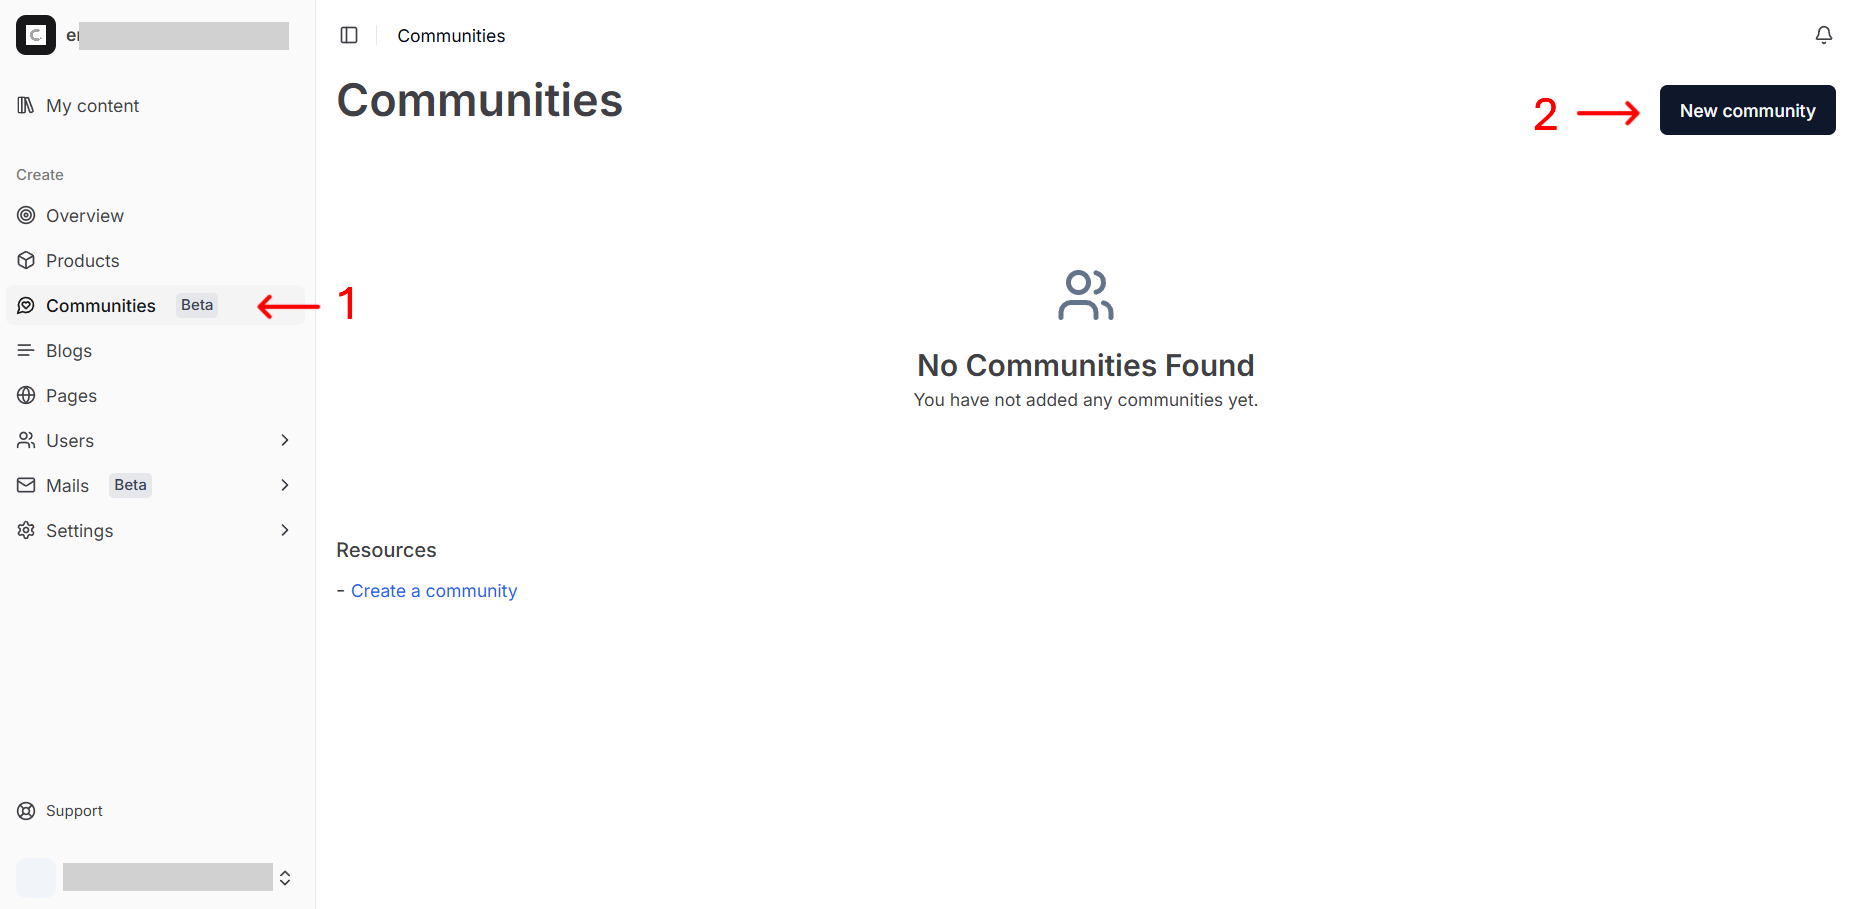 Communities
My content
Create
Overview
Products
Communities Beta
Blogs
Pages
Users
Mails Beta
Settings
Support
Communities
2
New community
1
No Communities Found
You have not added any communities yet.
Resources
- Create a community